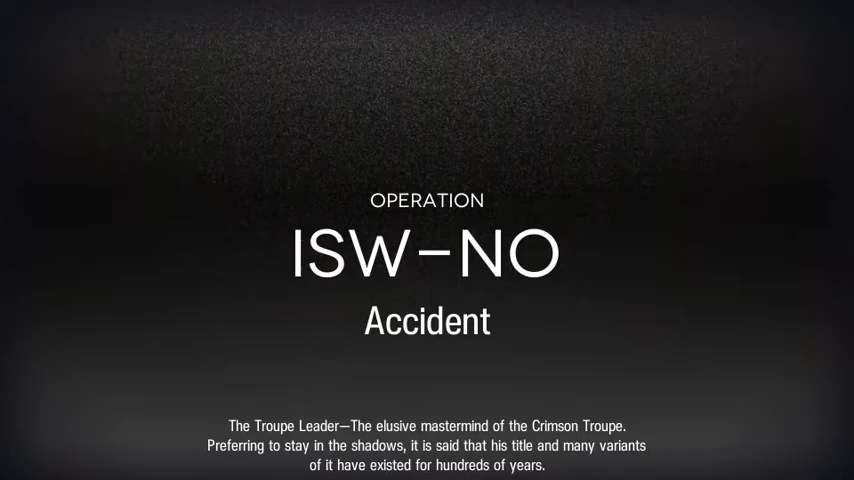 OPERATION
ISW-NO
Accident
The Troupe Leader—The elusive mastermind of the Crimson Troupe.
Preferring to stay in the shadows, it is said that his title and many variants
of it have existed for hundreds of years.